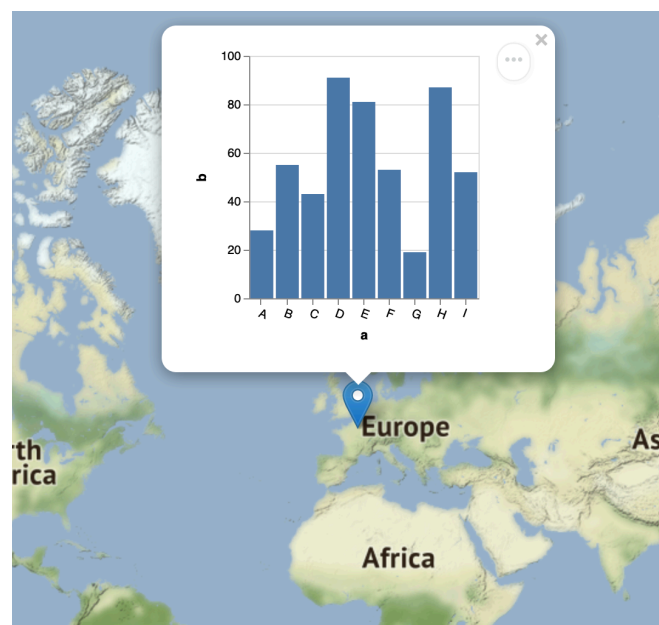 ×
•••
100
80
60
40
20
0
b
A B C D E F G H I
a
Europe
As
rth
rica
Africa